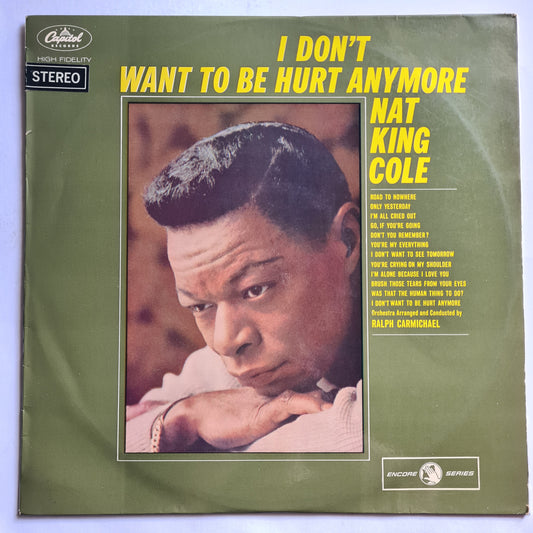 Capitol
RECORDS
HIGH FIDELITY
STEREO
I DON'T
WANT TO BE HURT ANYMORE
NAT
KING
COLE
ROAD TO NOWHERE
ONLY YESTERDAY
I'M ALL CRIED OUT
GO, IF YOU'RE GOING
DON'T YOU REMEMBER?
YOU'RE MY EVERYTHING
I DON'T WANT TO SEE TOMORROW
YOU'RE CRYING ON MY SHOULDER
I'M ALONE BECAUSE I LOVE YOU
BRUSH THOSE TEARS FROM YOUR EYES
WAS THAT THE HUMAN THING TO DO?
I DON'T WANT TO BE HURT ANYMORE
Orchestra Arranged and Conducted by
RALPH CARMICHAEL
ENCORE SERIES